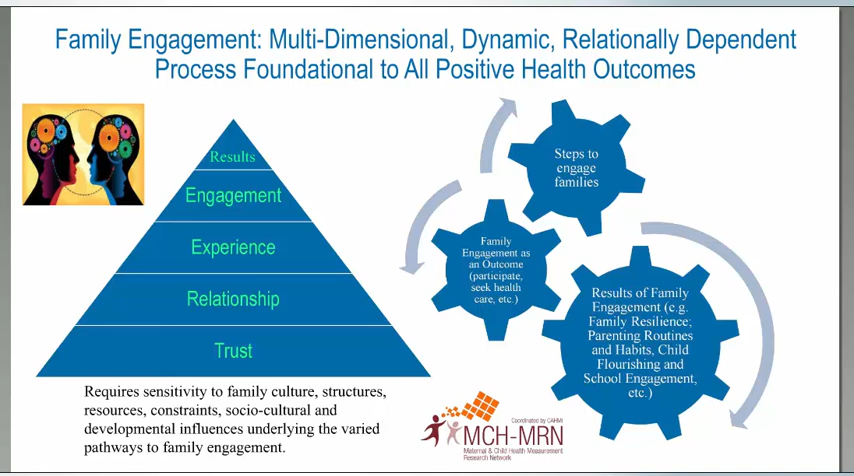 Family Engagement: Multi-Dimensional, Dynamic, Relationally Dependent
Process Foundational to All Positive Health Outcomes
Results
Engagement
Experience
Relationship
Trust
Requires sensitivity to family culture, structures,
resources, constraints, socio-cultural and
developmental influences underlying the varied
pathways to family engagement.
Steps to
engage
families
Family
Engagement as
an Outcome
(participate,
seek health
care, etc.)
Results of Family
Engagement (e.g.
Family Resilience;
Parenting Routines
and Habits, Child
Flourishing and
School Engagement,
etc.)
Coordinated by CAHMI
MCH-MRN
Maternal & Child Health Measurement
Research Network